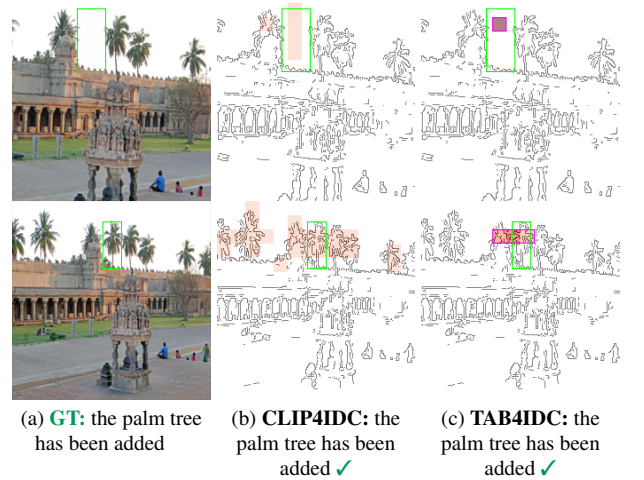 (a) GT: the palm tree
has been added
(b) CLIP4IDC: the
palm tree has been
added ✓
(c) TAB4IDC: the
palm tree has been
added ✓